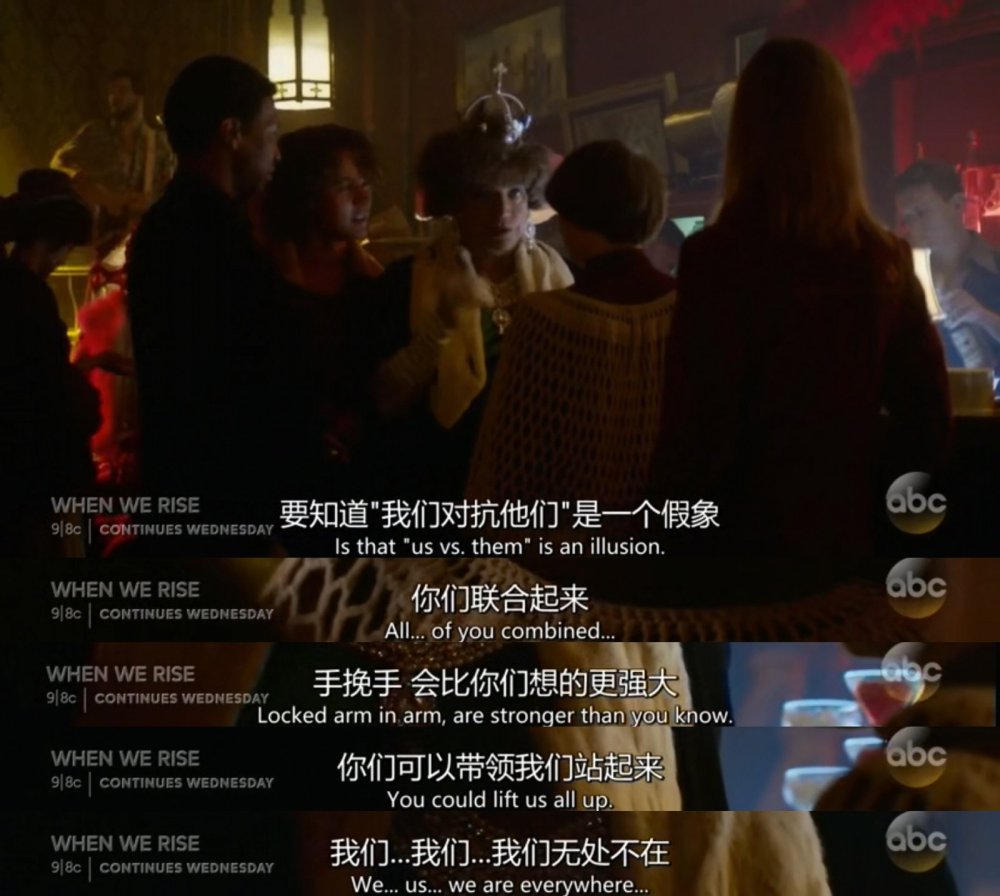 WHEN WE RISE
9|8c | CONTINUES WEDNESDAY
abc
要知道"我们对抗他们"是一个假象
Is that "us vs. them" is an illusion.
WHEN WE RISE
9|8c | CONTINUES WEDNESDAY
abc
你们联合起来
All... of you combined...
WHEN WE RISE
9|8c | CONTINUES WEDNESDAY
abc
手挽手 会比你们想的更强大
Locked arm in arm, are stronger than you know.
WHEN WE RISE
9|8c | CONTINUES WEDNESDAY
abc
你们可以带领我们站起来
You could lift us all up.
WHEN WE RISE
9|8c | CONTINUES WEDNESDAY
abc
我们...我们...我们无处不在
We... us... we are everywhere...